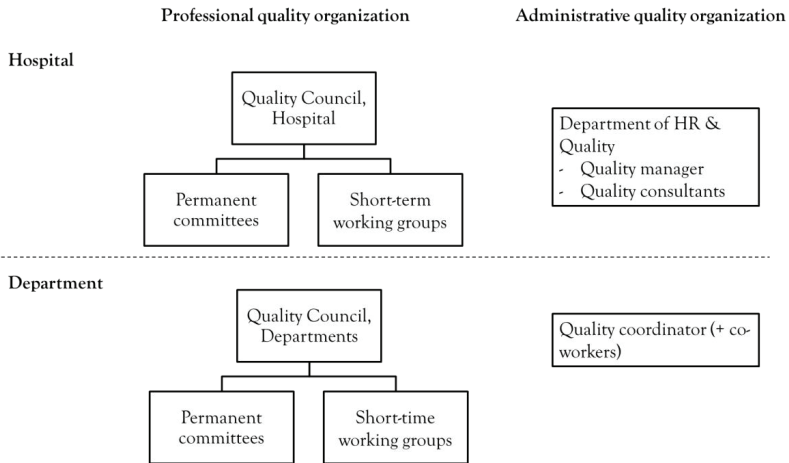 Professional quality organization
Administrative quality organization
Hospital
Quality Council,
Hospital
Permanent
committees
Short-term
working groups
Department of HR &
Quality
- Quality manager
- Quality consultants
Department
Quality Council,
Departments
Permanent
committees
Short-time
working groups
Quality coordinator (+ co-
workers)